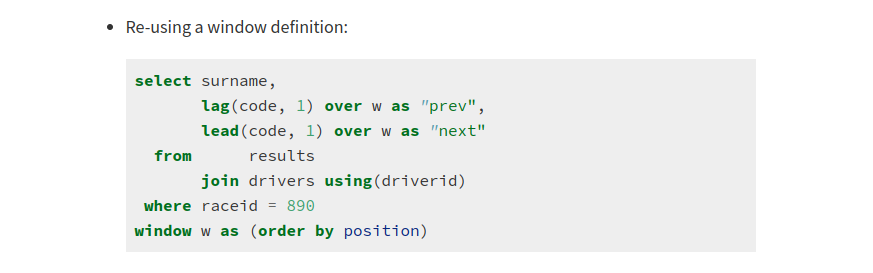 • Re-using a window definition:
select surname,
       lag(code, 1) over w as "prev",
       lead(code, 1) over w as "next"
  from      results
       join drivers using(driverid)
 where raceid = 890
window w as (order by position)